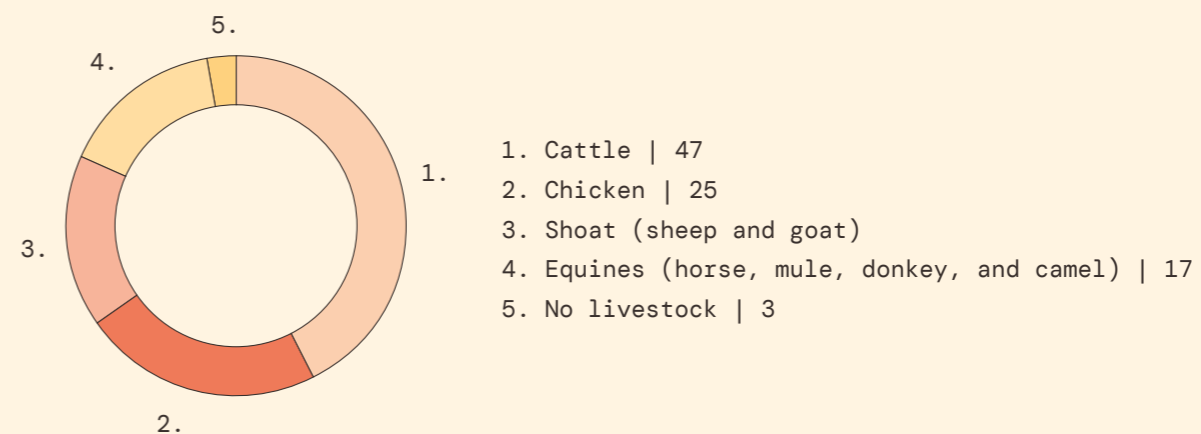 5.
4.
1.
3.
2.
1. Cattle | 47
2. Chicken | 25
3. Shoat (sheep and goat)
4. Equines (horse, mule, donkey, and camel) | 17
5. No livestock | 3